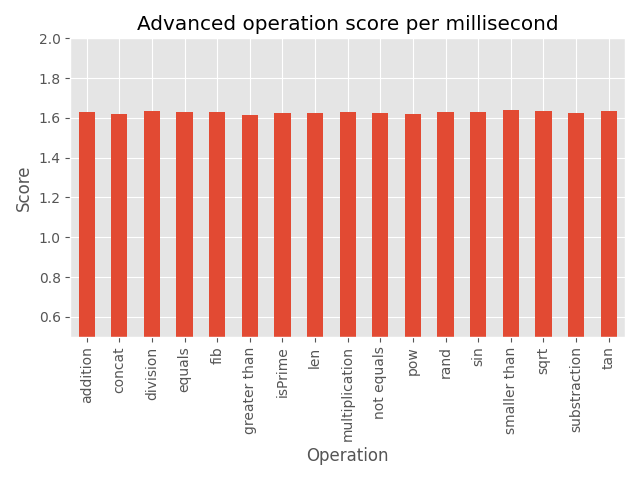 Advanced operation score per millisecond
2.0
1.8
1.6
1.4
1.2
1.0
0.8
0.6
Score
addition
concat
division
equals
fib
greater than
isPrime
len
multiplication
not equals
pow
rand
sin
smaller than
sqrt
substraction
tan
Operation